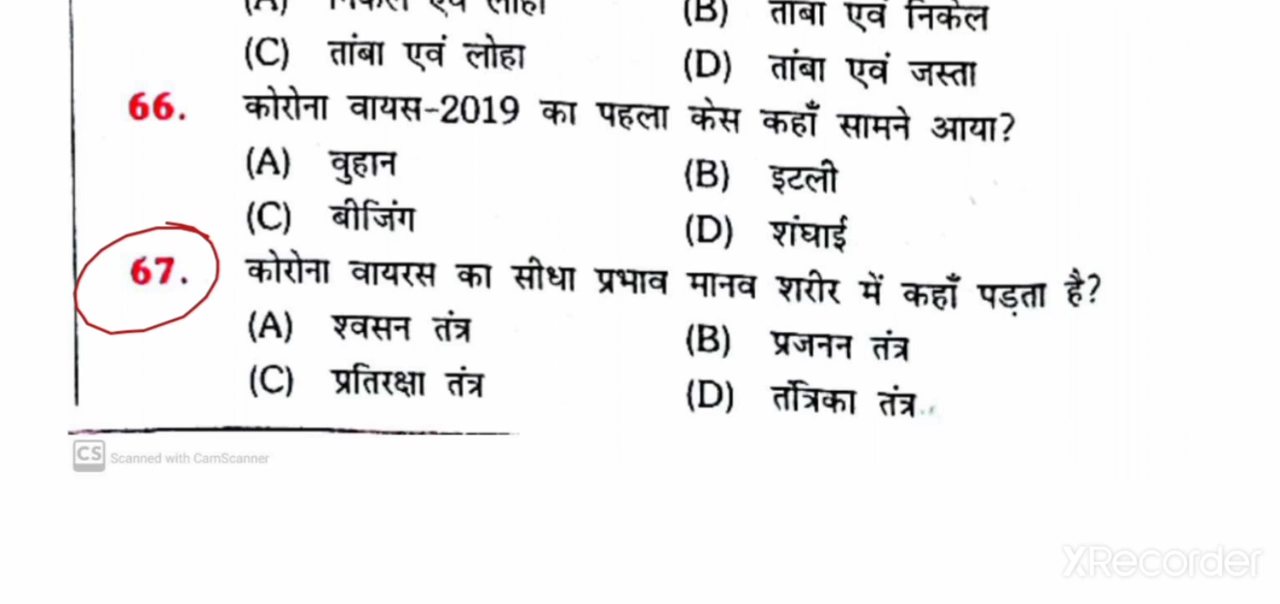 (B) तांबा एवं निकेल
(C) तांबा एवं लोहा (D) तांबा एवं जस्ता
66. कोरोना वायस-2019 का पहला केस कहाँ सामने आया?
(A) वुहान (B) इटली
(C) बीजिंग (D) शंघाई
67. कोरोना वायरस का सीधा प्रभाव मानव शरीर में कहाँ पड़ता है?
(A) श्वसन तंत्र (B) प्रजनन तंत्र
(C) प्रतिरक्षा तंत्र (D) तंत्रिका तंत्र
CS Scanned with CamScanner
XRecorder